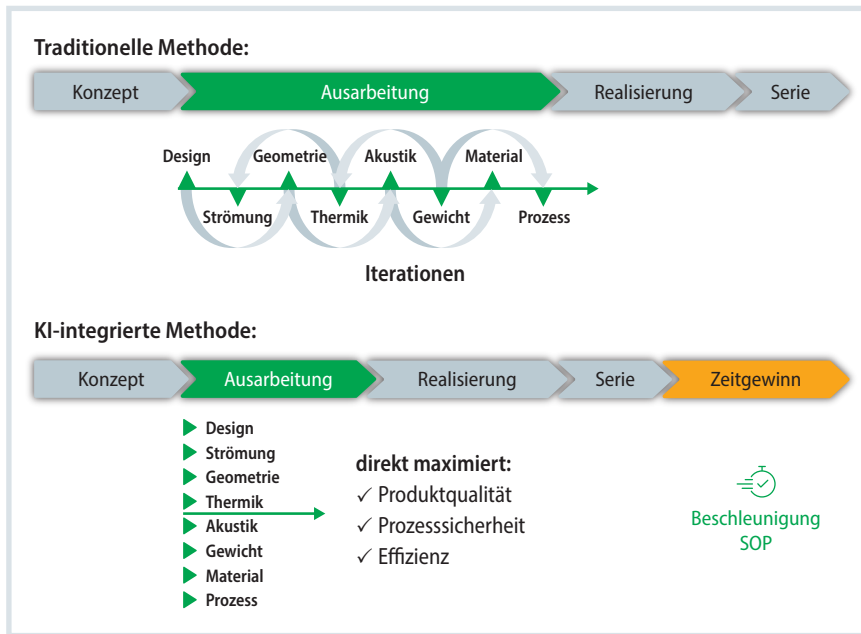 Traditionelle Methode:
Konzept
Ausarbeitung
Realisierung
Serie
Design
Geometrie
Akustik
Material
Strömung
Thermik
Gewicht
Prozess
Iterationen
KI-integrierte Methode:
Konzept
Ausarbeitung
Realisierung
Serie
Zeitgewinn
Design
Strömung
Geometrie
Thermik
Akustik
Gewicht
Material
Prozess
direkt maximiert:
✓ Produktqualität
✓ Prozesssicherheit
✓ Effizienz
Beschleunigung
SOP